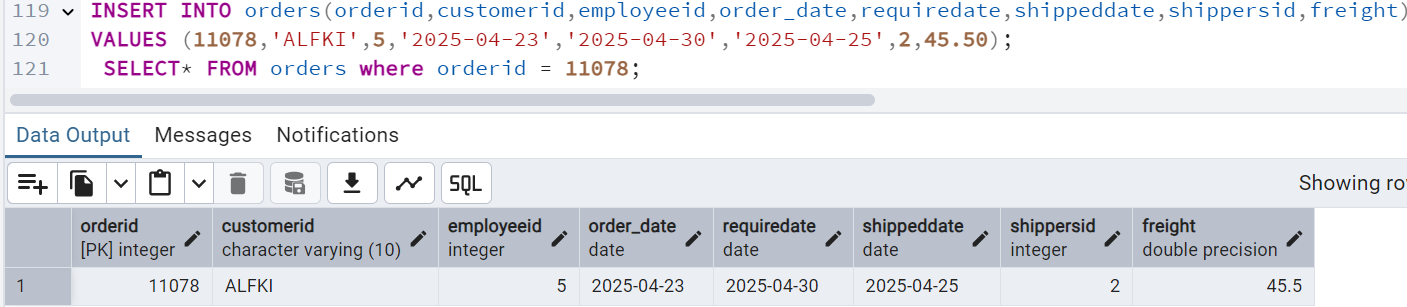 119 INSERT INTO orders(orderid,customerid,employeeid,order_date,requiredate,shippeddate,shippersid,freight)
120 VALUES (11078,'ALFKI',5,'2025-04-23','2025-04-30','2025-04-25',2,45.50);
121 SELECT* FROM orders where orderid = 11078;
Data Output Messages Notifications
SQL Showing
orderid customerid employeeid order_date requiredate shippeddate shippersid freight
[PK] integer character varying (10) integer date date date integer double precision
1 11078 ALFKI 5 2025-04-23 2025-04-30 2025-04-25 2 45.5